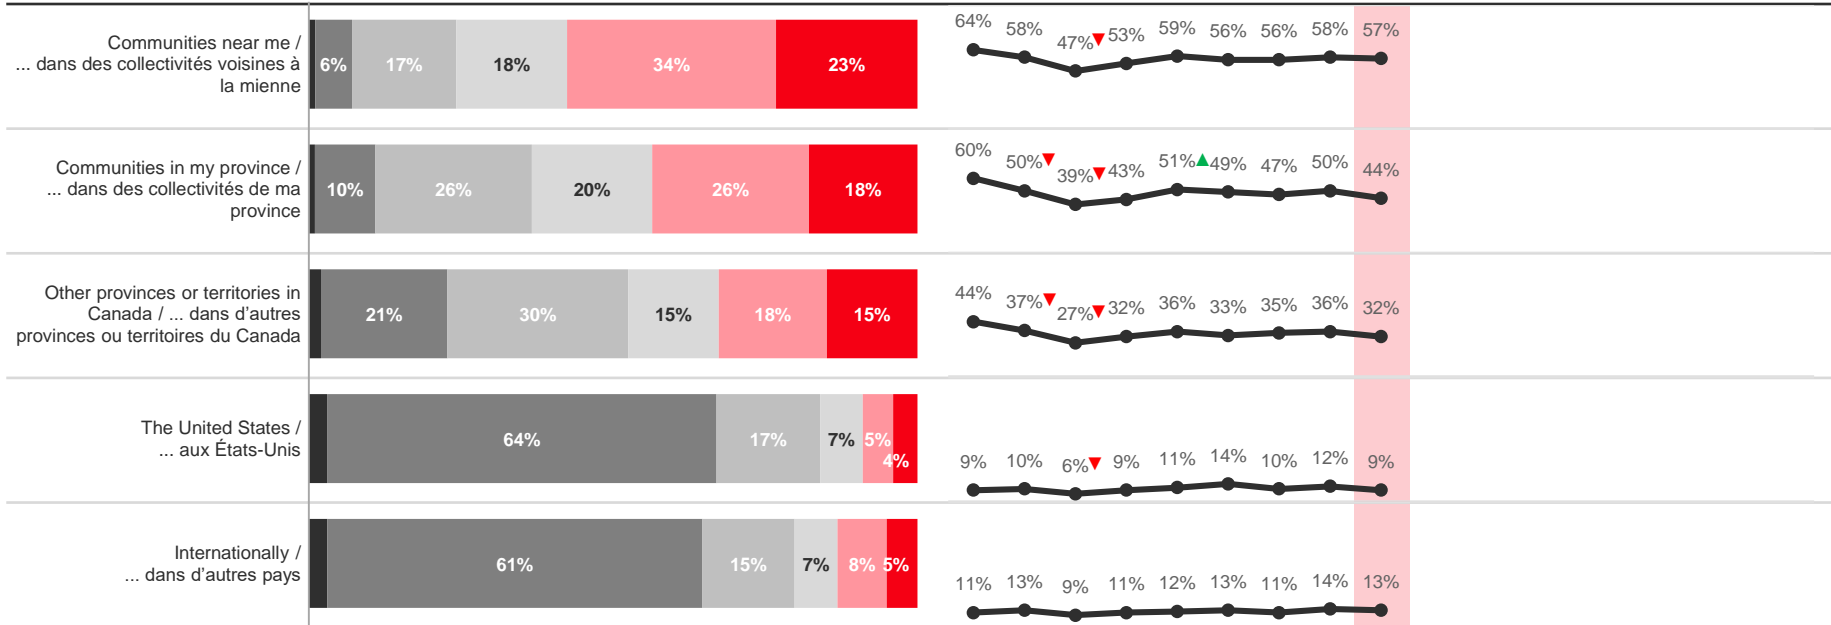 Communities near me /
... dans des collectivités voisines à
la mienne
6% 17% 18% 34% 23%
64% 58% 47%▼ 53% 59% 56% 56% 58% 57%
Communities in my province /
... dans des collectivités de ma
province
10% 26% 20% 26% 18%
60% 50%▼ 39%▼ 43% 51%▲ 49% 47% 50% 44%
Other provinces or territories in
Canada / ... dans d'autres
provinces ou territoires du Canada
21% 30% 15% 18% 15%
44% 37%▼ 27%▼ 32% 36% 33% 35% 36% 32%
The United States /
... aux États-Unis
64% 17% 7% 5% 4%
9% 10% 6%▼ 9% 11% 14% 10% 12% 9%
Internationally /
... dans d'autres pays
61% 15% 7% 8% 5%
11% 13% 9% 11% 12% 13% 11% 14% 13%